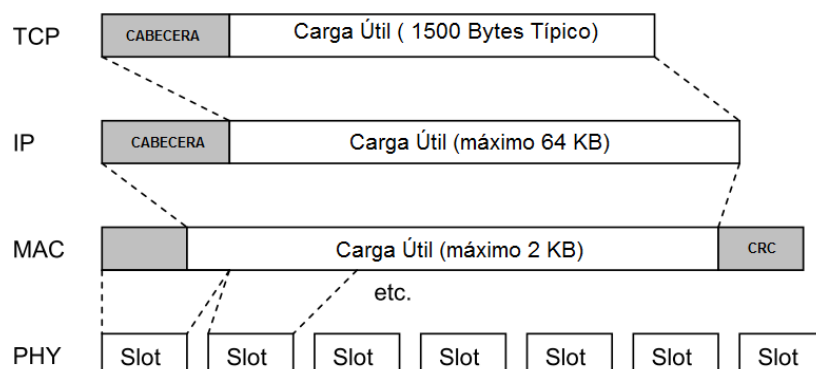 TCP
CABECERA
Carga Útil ( 1500 Bytes Típico)
IP
CABECERA
Carga Útil (máximo 64 KB)
MAC
Carga Útil (máximo 2 KB)
CRC
etc.
PHY
Slot
Slot
Slot
Slot
Slot
Slot
Slot